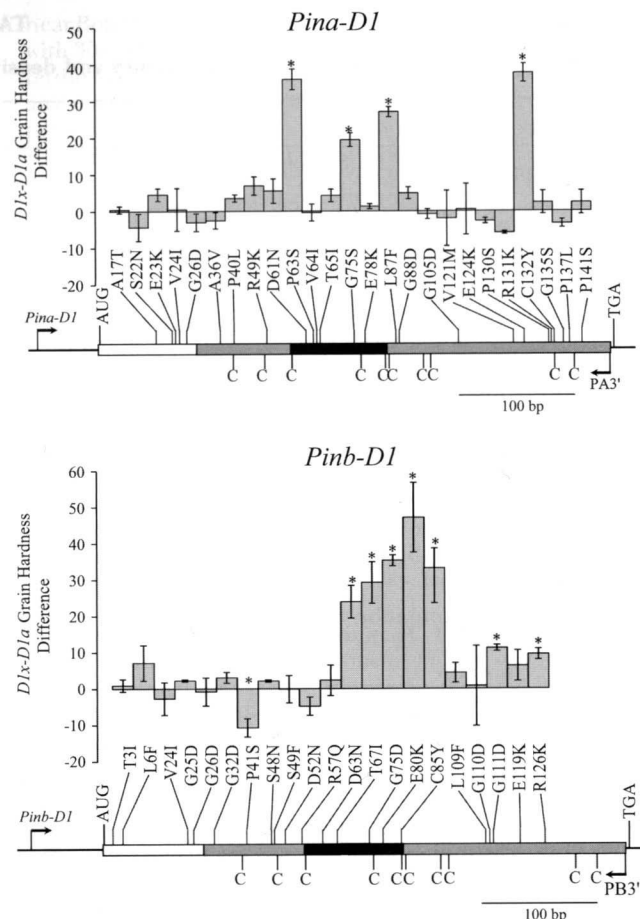 Pina-D1
D1x-D1a Grain Hardness
Difference
50
40
30
20
10
0
-10
-20
* * * *
AUG
A17T
S22N
E23K
V24I
G26D
A36V
P40L
R49K
D61N
P63S
V64I
T65I
G75S
E78K
L87F
G88D
G105D
V121M
E124K
P130S
R131K
C132Y
G135S
P137L
P141S
TGA
Pina-D1
C C C CC CC C C
PA3'
100 bp
Pinb-D1
D1x-D1a Grain Hardness
Difference
60
50
40
30
20
10
0
-10
-20
* * * * * * * *
AUG
T3I
L6F
V24I
G25D
G26D
G32D
P41S
S48N
S49F
D52N
R57Q
D63N
T67I
G75D
E80K
C85Y
L109F
G110D
G111D
E119K
R126K
TGA
Pinb-D1
C C C C CC CC C C
PB3'
100 bp